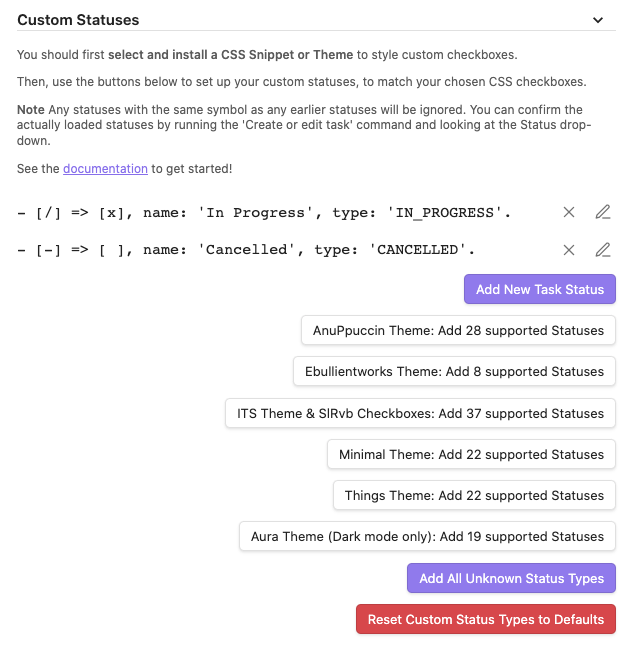 Custom Statuses
You should first select and install a CSS Snippet or Theme to style custom checkboxes.
Then, use the buttons below to set up your custom statuses, to match your chosen CSS checkboxes.
Note Any statuses with the same symbol as any earlier statuses will be ignored. You can confirm the
actually loaded statuses by running the 'Create or edit task' command and looking at the Status drop-
down.
See the documentation to get started!
- [/] => [x], name: 'In Progress', type: 'IN_PROGRESS'.
- [-] => [ ], name: 'Cancelled', type: 'CANCELLED'.
Add New Task Status
AnuPpuccin Theme: Add 28 supported Statuses
Ebullientworks Theme: Add 8 supported Statuses
ITS Theme & SlRvb Checkboxes: Add 37 supported Statuses
Minimal Theme: Add 22 supported Statuses
Things Theme: Add 22 supported Statuses
Aura Theme (Dark mode only): Add 19 supported Statuses
Add All Unknown Status Types
Reset Custom Status Types to Defaults